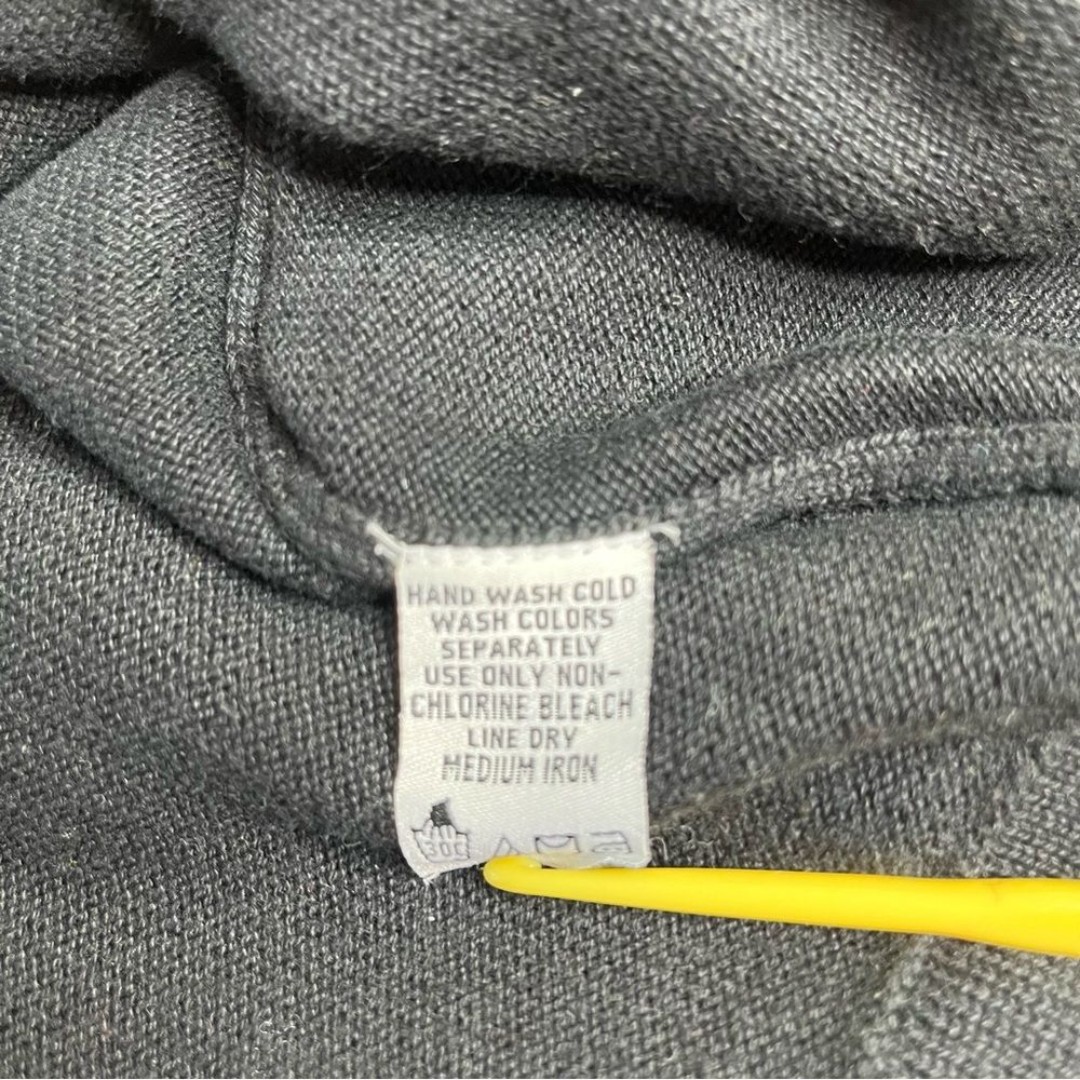 HAND WASH COLD
WASH COLORS
SEPARATELY
USE ONLY NON-
CHLORINE BLEACH
LINE DRY
MEDIUM IRON
30C